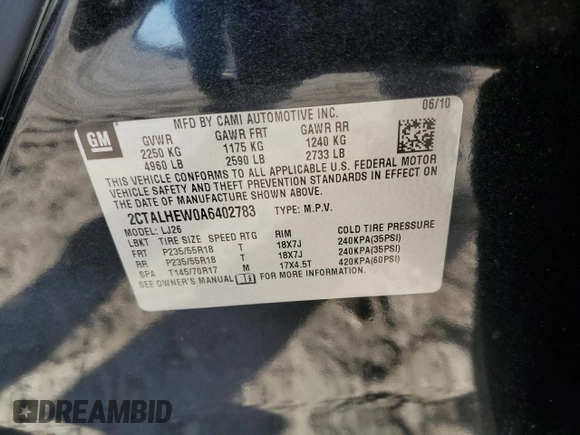 MFD BY CAMI AUTOMOTIVE INC. 06/10
GM GVWR GAWR FRT GAWR RR
2250 KG 1175 KG 1240 KG
4960 LB 2590 LB 2733 LB
THIS VEHICLE CONFORMS TO ALL APPLICABLE U.S. FEDERAL MOTOR
VEHICLE SAFETY AND THEFT PREVENTION STANDARDS IN EFFECT ON
THE DATE OF MANUFACTURE SHOWN ABOVE.
2CTALHEW0A6402783 TYPE: M.P.V.
MODEL: LJ26
LBKT TIRE SIZE SPEED RTG RIM COLD TIRE PRESSURE
FRT P235/55R18 T 18X7J 240KPA(35PSI)
RR P235/55R18 T 18X7J 240KPA(35PSI)
SPA T145/70R17 M 17X4.5T 420KPA(60PSI)
SEE OWNER'S MANUAL FOR MORE INFORMATION
DREAMBID